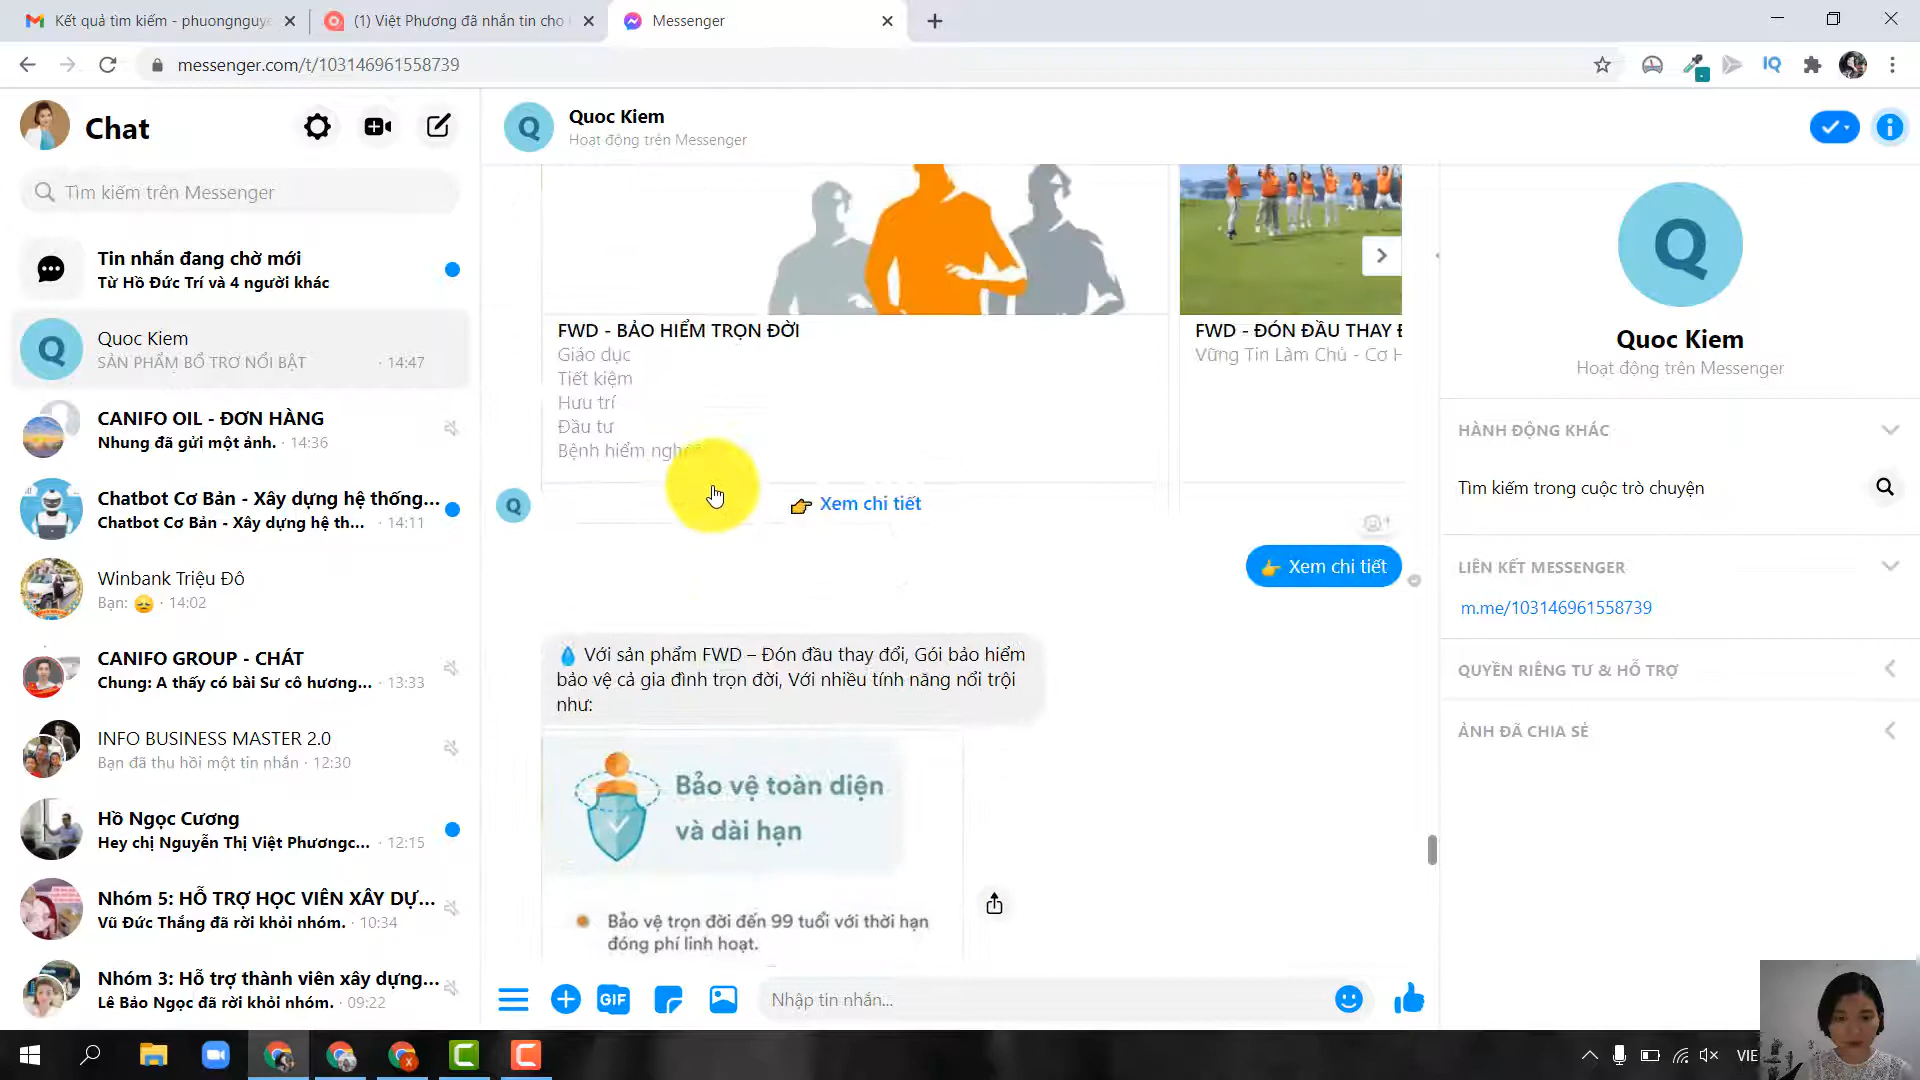 Kết quả tìm kiếm - phuongnguye
(1) Việt Phương đã nhắn tin cho
Messenger
messenger.com/t/103146961558739
IQ
Chat
Tìm kiếm trên Messenger
Tin nhắn đang chờ mới
Từ Hồ Đức Trí và 4 người khác
Q
Quoc Kiem
SẢN PHẨM BỔ TRƠ NỔI BẬT · 14:47
CANIFO OIL - ĐƠN HÀNG
Nhung đã gửi một ảnh. · 14:36
Chatbot Cơ Bản - Xây dựng hệ thống...
Chatbot Cơ Bản - Xây dựng hệ th... · 14:11
Winbank Triệu Đô
Bạn: 😞 · 14:02
CANIFO GROUP - CHÁT
Chung: A thấy có bài Sư cô hương... · 13:33
INFO BUSINESS MASTER 2.0
Bạn đã thu hồi một tin nhắn · 12:30
Hồ Ngọc Cương
Hey chị Nguyễn Thị Việt Phươngc... · 12:15
Nhóm 5: HỖ TRỢ HỌC VIÊN XÂY DỰ...
Vũ Đức Thắng đã rời khỏi nhóm. · 10:34
Nhóm 3: Hỗ trợ thành viên xây dựng...
Lê Bảo Ngọc đã rời khỏi nhóm. · 09:22
Q
Quoc Kiem
Hoạt động trên Messenger
FWD - BẢO HIỂM TRỌN ĐỜI
Giáo dục
Tiết kiệm
Hưu trí
Đầu tư
Bệnh hiểm nghèo
👉 Xem chi tiết
FWD - ĐÓN ĐẦU THAY Đ
Vững Tin Làm Chủ - Cơ H
Q
👉 Xem chi tiết
💧 Với sản phẩm FWD – Đón đầu thay đổi, Gói bảo hiểm
bảo vệ cả gia đình trọn đời, Với nhiều tính năng nổi trội
như:
Bảo vệ toàn diện
và dài hạn
Bảo vệ trọn đời đến 99 tuổi với thời hạn
đóng phí linh hoạt.
GIF
Nhập tin nhắn...
Q
Quoc Kiem
Hoạt động trên Messenger
HÀNH ĐỘNG KHÁC
Tìm kiếm trong cuộc trò chuyện
LIÊN KẾT MESSENGER
m.me/103146961558739
QUYỀN RIÊNG TƯ & HỖ TRỢ
ẢNH ĐÃ CHIA SẺ
VIE